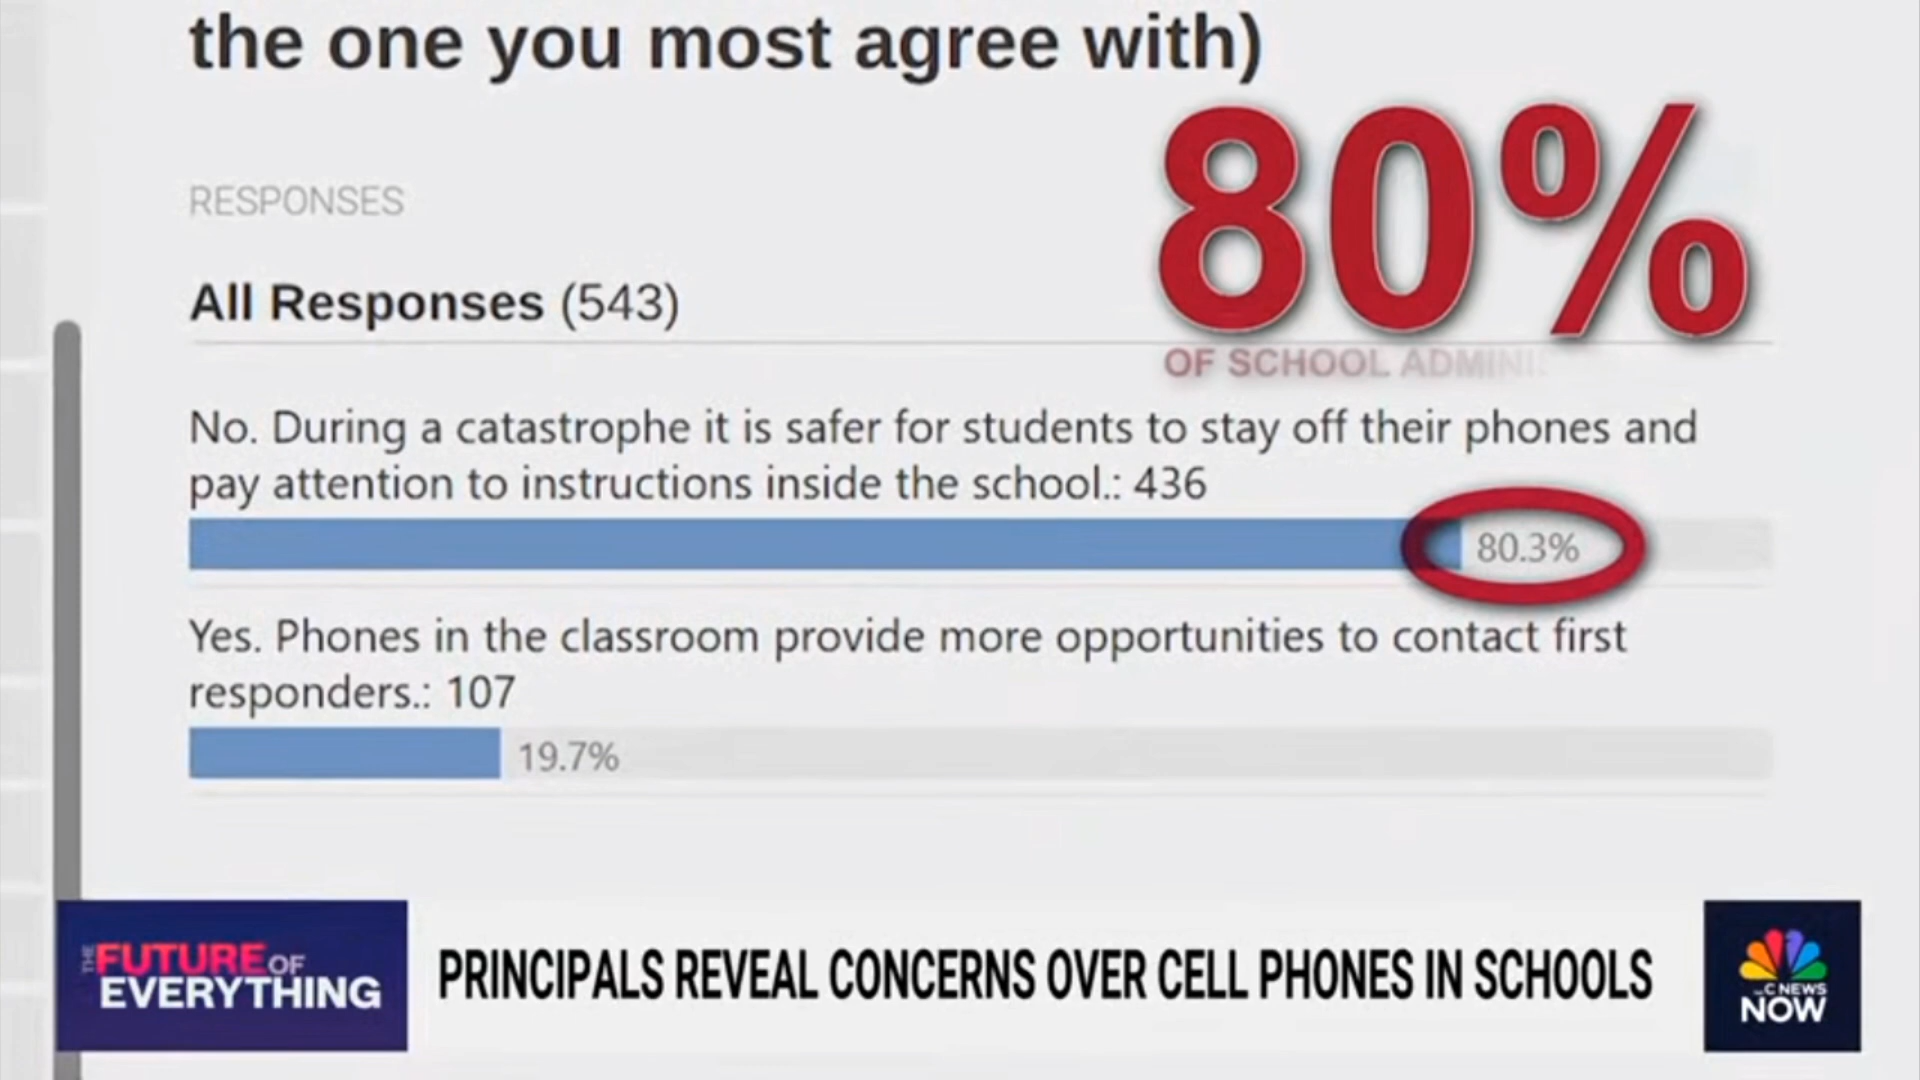 the one you most agree with)
80%
RESPONSES
All Responses (543)
OF SCHOOL
No. During a catastrophe it is safer for students to stay off their phones and
pay attention to instructions inside the school.: 436
80.3%
Yes. Phones in the classroom provide more opportunities to contact first
responders.: 107
19.7%
THE FUTURE OF
EVERYTHING
PRINCIPALS REVEAL CONCERNS OVER CELL PHONES IN SCHOOLS
NEWS
NOW